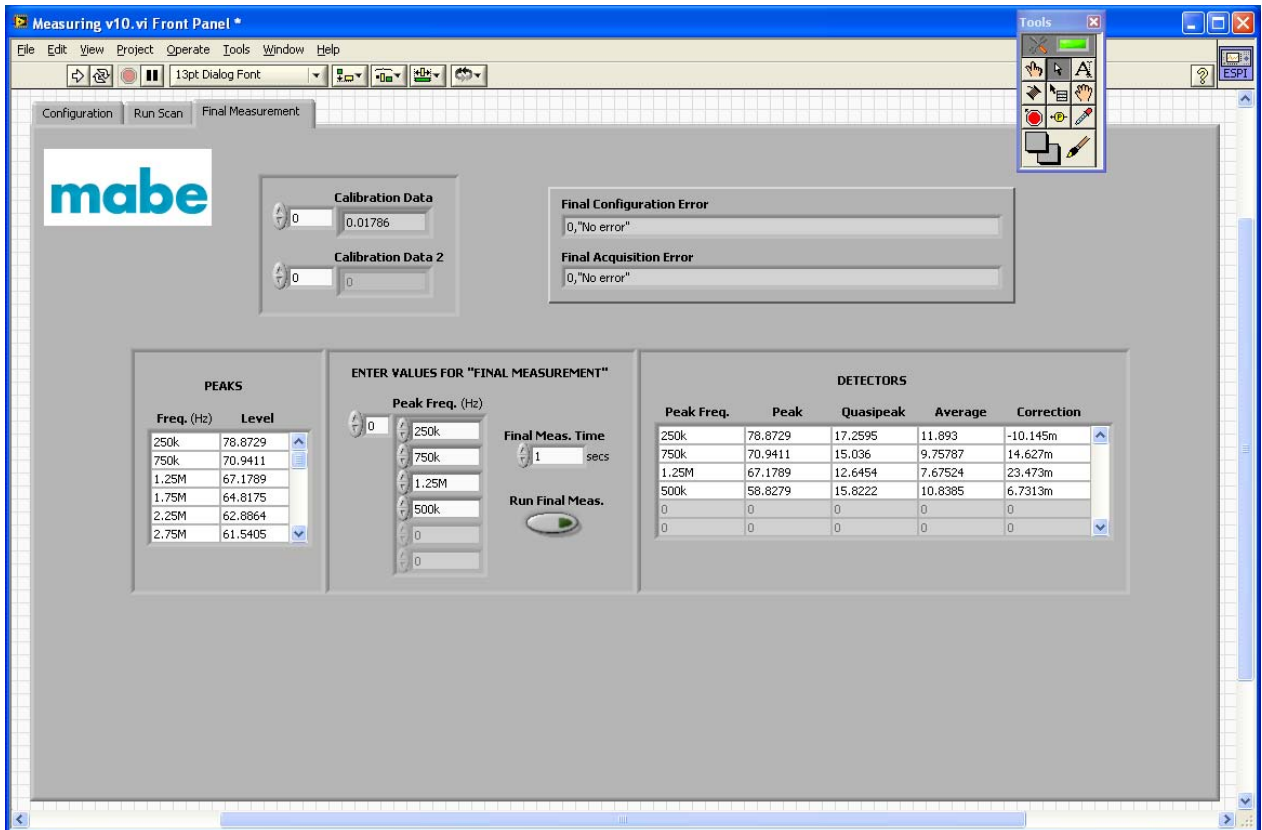 Measuring v10.vi Front Panel *
Tools
File Edit View Project Operate Tools Window Help
13pt Dialog Font
ESPI
Configuration Run Scan Final Measurement
mabe
Calibration Data
0 0.01786
Calibration Data 2
0 0
Final Configuration Error
0,"No error"
Final Acquisition Error
0,"No error"
PEAKS
Freq. (Hz) Level
250k 78.8729
750k 70.9411
1.25M 67.1789
1.75M 64.8175
2.25M 62.8864
2.75M 61.5405
ENTER VALUES FOR "FINAL MEASUREMENT"
Peak Freq. (Hz)
0 250k
750k
1.25M
500k
0
0
Final Meas. Time
1 secs
Run Final Meas.
DETECTORS
Peak Freq. Peak Quasipeak Average Correction
250k 78.8729 17.2595 11.893 -10.145m
750k 70.9411 15.036 9.75787 14.627m
1.25M 67.1789 12.6454 7.67524 23.473m
500k 58.8279 15.8222 10.8385 6.7313m
0 0 0 0 0
0 0 0 0 0